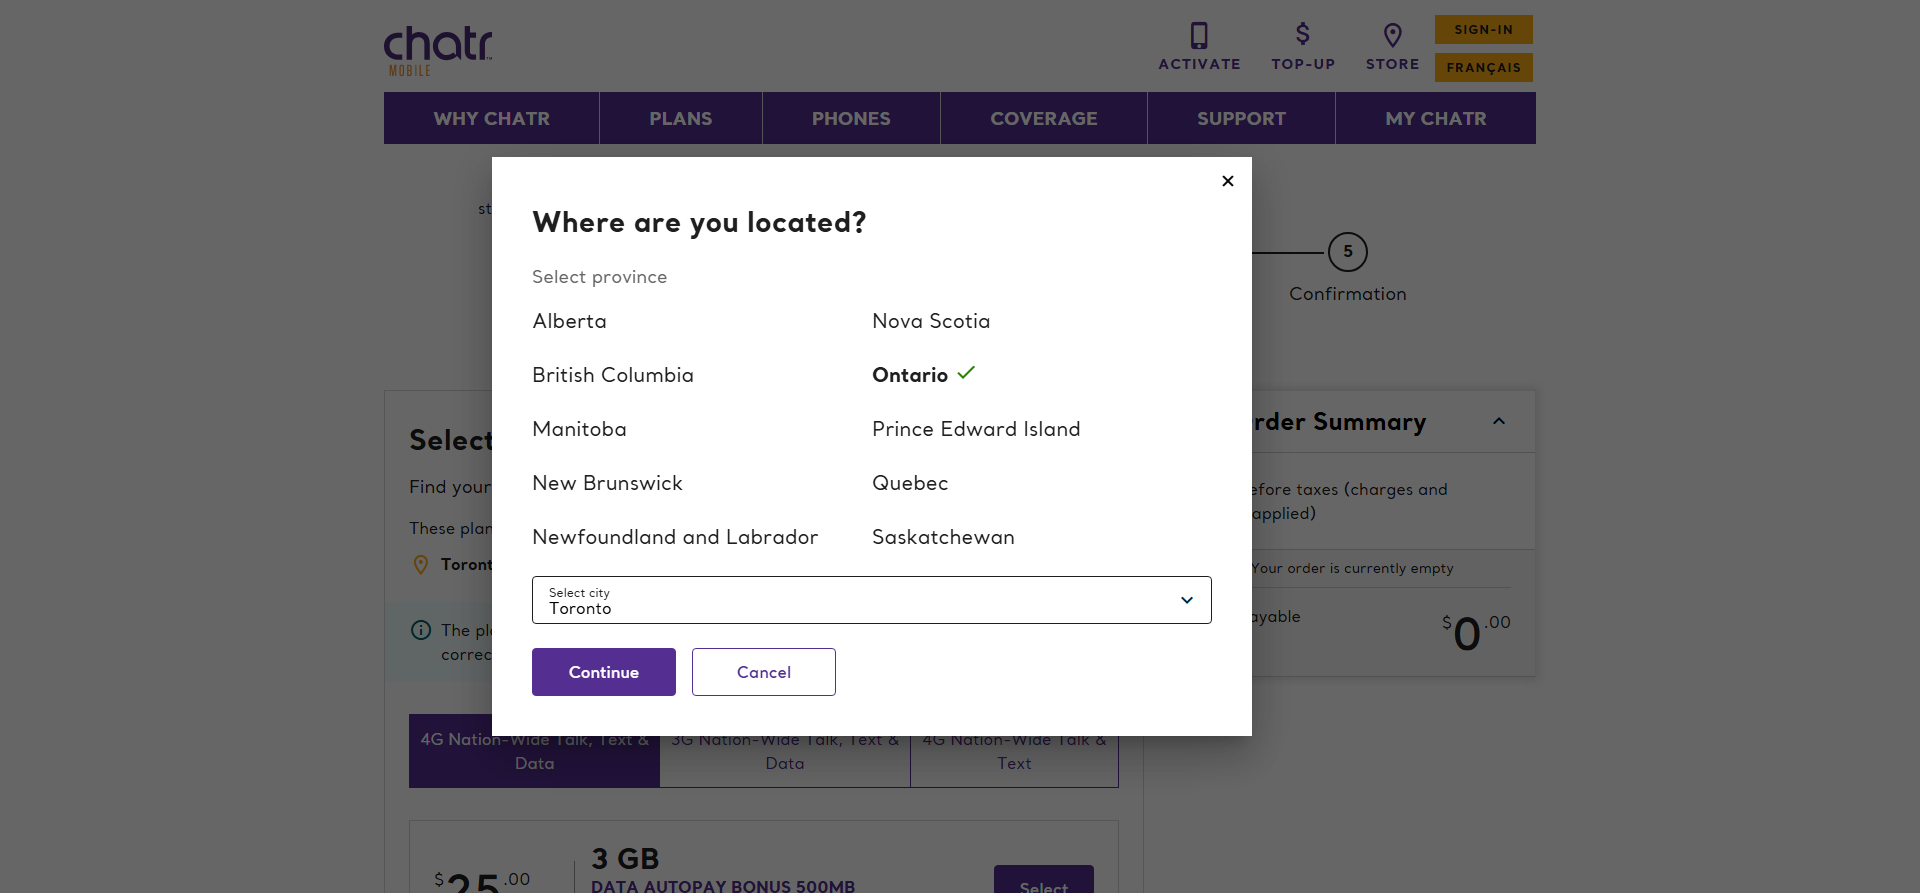 chatr
MOBILE
ACTIVATE
TOP-UP
STORE
SIGN-IN
FRANÇAIS
WHY CHATR
PLANS
PHONES
COVERAGE
SUPPORT
MY CHATR
st
5
Confirmation
Where are you located?
Select province
Alberta
Nova Scotia
British Columbia
Ontario
Manitoba
Prince Edward Island
New Brunswick
Quebec
Newfoundland and Labrador
Saskatchewan
Select city
Toronto
Continue
Cancel
Select
Find your
These plan
Toront
The pl
correc
rder Summary
efore taxes (charges and
applied)
Your order is currently empty
ayable
$0.00
4G Nation-Wide Talk, Text &
Data
3G Nation-Wide Talk, Text &
Data
4G Nation-Wide Talk &
Text
$25.00
3 GB
DATA AUTOPAY BONUS 500MB
Select